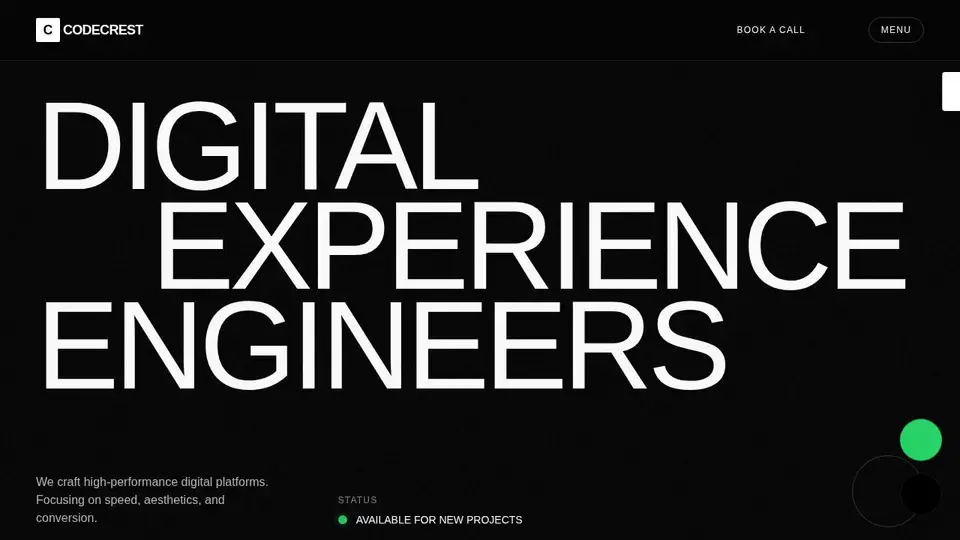 C CODECREST
BOOK A CALL
MENU
DIGITAL
EXPERIENCE
ENGINEERS
We craft high-performance digital platforms.
Focusing on speed, aesthetics, and
conversion.
STATUS
AVAILABLE FOR NEW PROJECTS